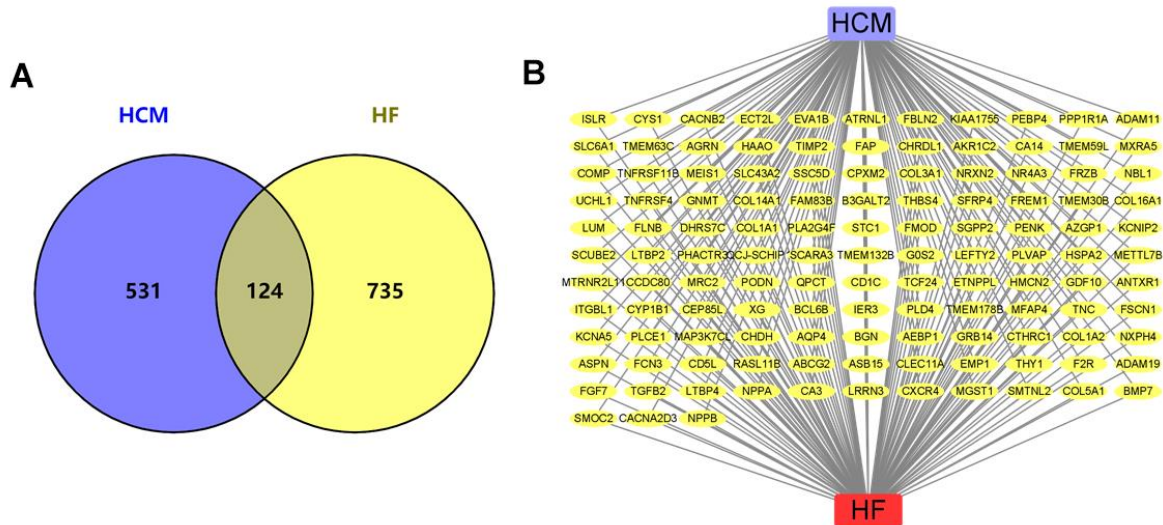 A
HCM
HF
531
124
735
B
HCM
ISLR CYS1 CACNB2 ECT2L EVA1B ATRNL1 FBLN2 KIAA1755 PEBP4 PPP1R1A ADAM11
SLC6A1 TMEM63C AGRN HAAO TIMP2 FAP CHRDL1 AKR1C2 CA14 TMEM59L MXRA5
COMP TNFRSF11B MEIS1 SLC43A2 SSC5D CPXM2 COL3A1 NRXN2 NR4A3 FRZB NBL1
UCHL1 TNFRSF4 GNMT COL14A1 FAM83B B3GALT2 THBS4 SFRP4 FREM1 TMEM30B COL16A1
LUM FLNB DHRS7C COL1A1 PLA2G4F STC1 FMOD SGPP2 PENK AZGP1 KCNIP2
SCUBE2 LTBP2 PHACTR3 QCJ-SCHIP SCARA3 TMEM132B G0S2 LEFTY2 PLVAP HSPA2 METTL7B
MTRNR2L11 CCDC80 MRC2 PODN QPCT CD1C TCF24 ETNPPL HMCN2 GDF10 ANTXR1
ITGBL1 CYP1B1 CEP85L XG BCL6B IER3 PLD4 TMEM178B MFAP4 TNC FSCN1
KCNA5 PLCE1 MAP3K7CL CHDH AQP4 BGN AEBP1 GRB14 CTHRC1 COL1A2 NXPH4
ASPN FCN3 CD5L RASL11B ABCG2 ASB15 CLEC11A EMP1 THY1 F2R ADAM19
FGF7 TGFB2 LTBP4 NPPA CA3 LRRN3 CXCR4 MGST1 SMTNL2 COL5A1 BMP7
SMOC2 CACNA2D3 NPPB
HF